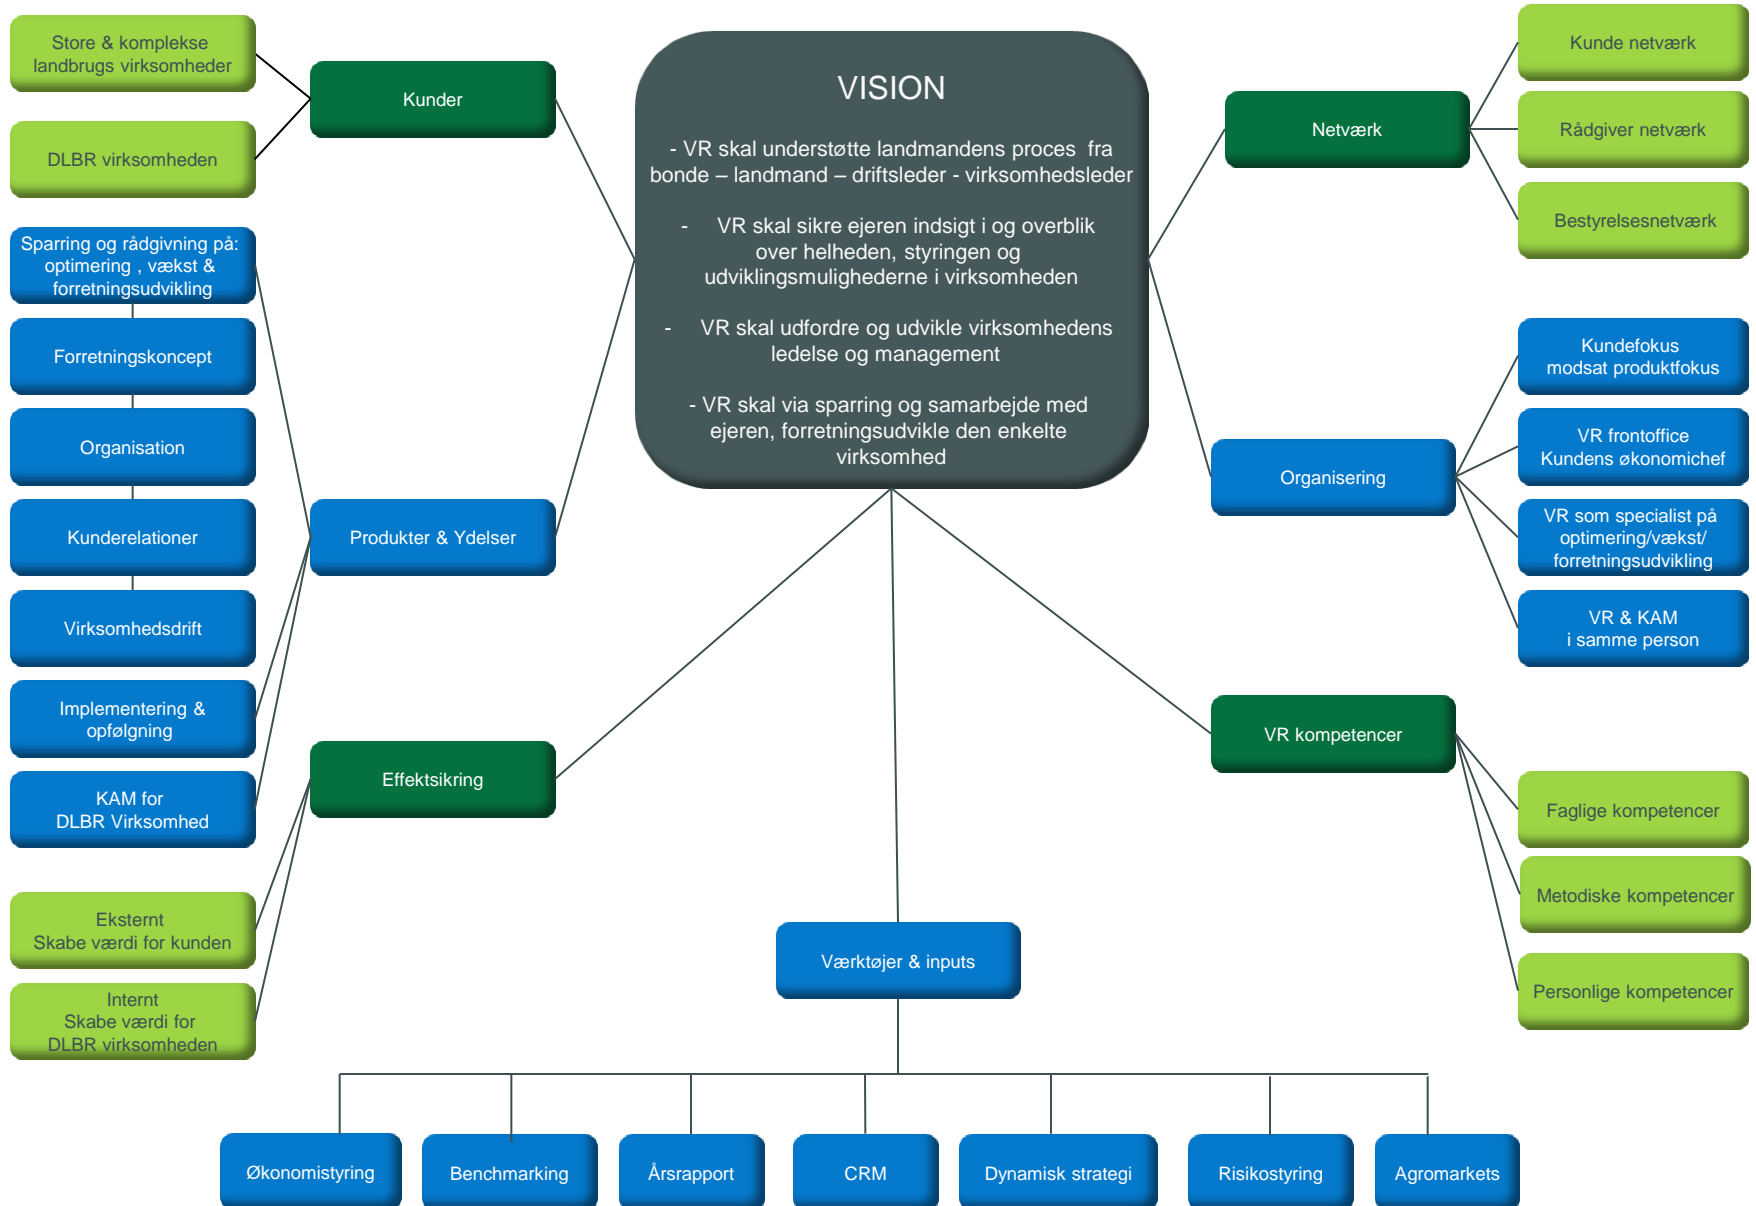 Store & komplekse
landbrugs virksomheder
DLBR virksomheden
Kunder
VISION
- VR skal understøtte landmandens proces fra
bonde – landmand – driftsleder - virksomhedsleder
- VR skal sikre ejeren indsigt i og overblik
over helheden, styringen og
udviklingsmulighederne i virksomheden
- VR skal udfordre og udvikle virksomhedens
ledelse og management
- VR skal via sparring og samarbejde med
ejeren, forretningsudvikle den enkelte
virksomhed
Netværk
Kunde netværk
Rådgiver netværk
Bestyrelsesnetværk
Sparring og rådgivning på:
optimering , vækst &
forretningsudvikling
Forretningskoncept
Organisation
Kunderelationer
Virksomhedsdrift
Implementering &
opfølgning
KAM for
DLBR Virksomhed
Produkter & Ydelser
Organisering
Kundefokus
modsat produktfokus
VR frontoffice
Kundens økonomichef
VR som specialist på
optimering/vækst/
forretningsudvikling
VR & KAM
i samme person
Effektsikring
Eksternt
Skabe værdi for kunden
Internt
Skabe værdi for
DLBR virksomheden
VR kompetencer
Faglige kompetencer
Metodiske kompetencer
Personlige kompetencer
Værktøjer & inputs
Økonomistyring
Benchmarking
Årsrapport
CRM
Dynamisk strategi
Risikostyring
Agromarkets